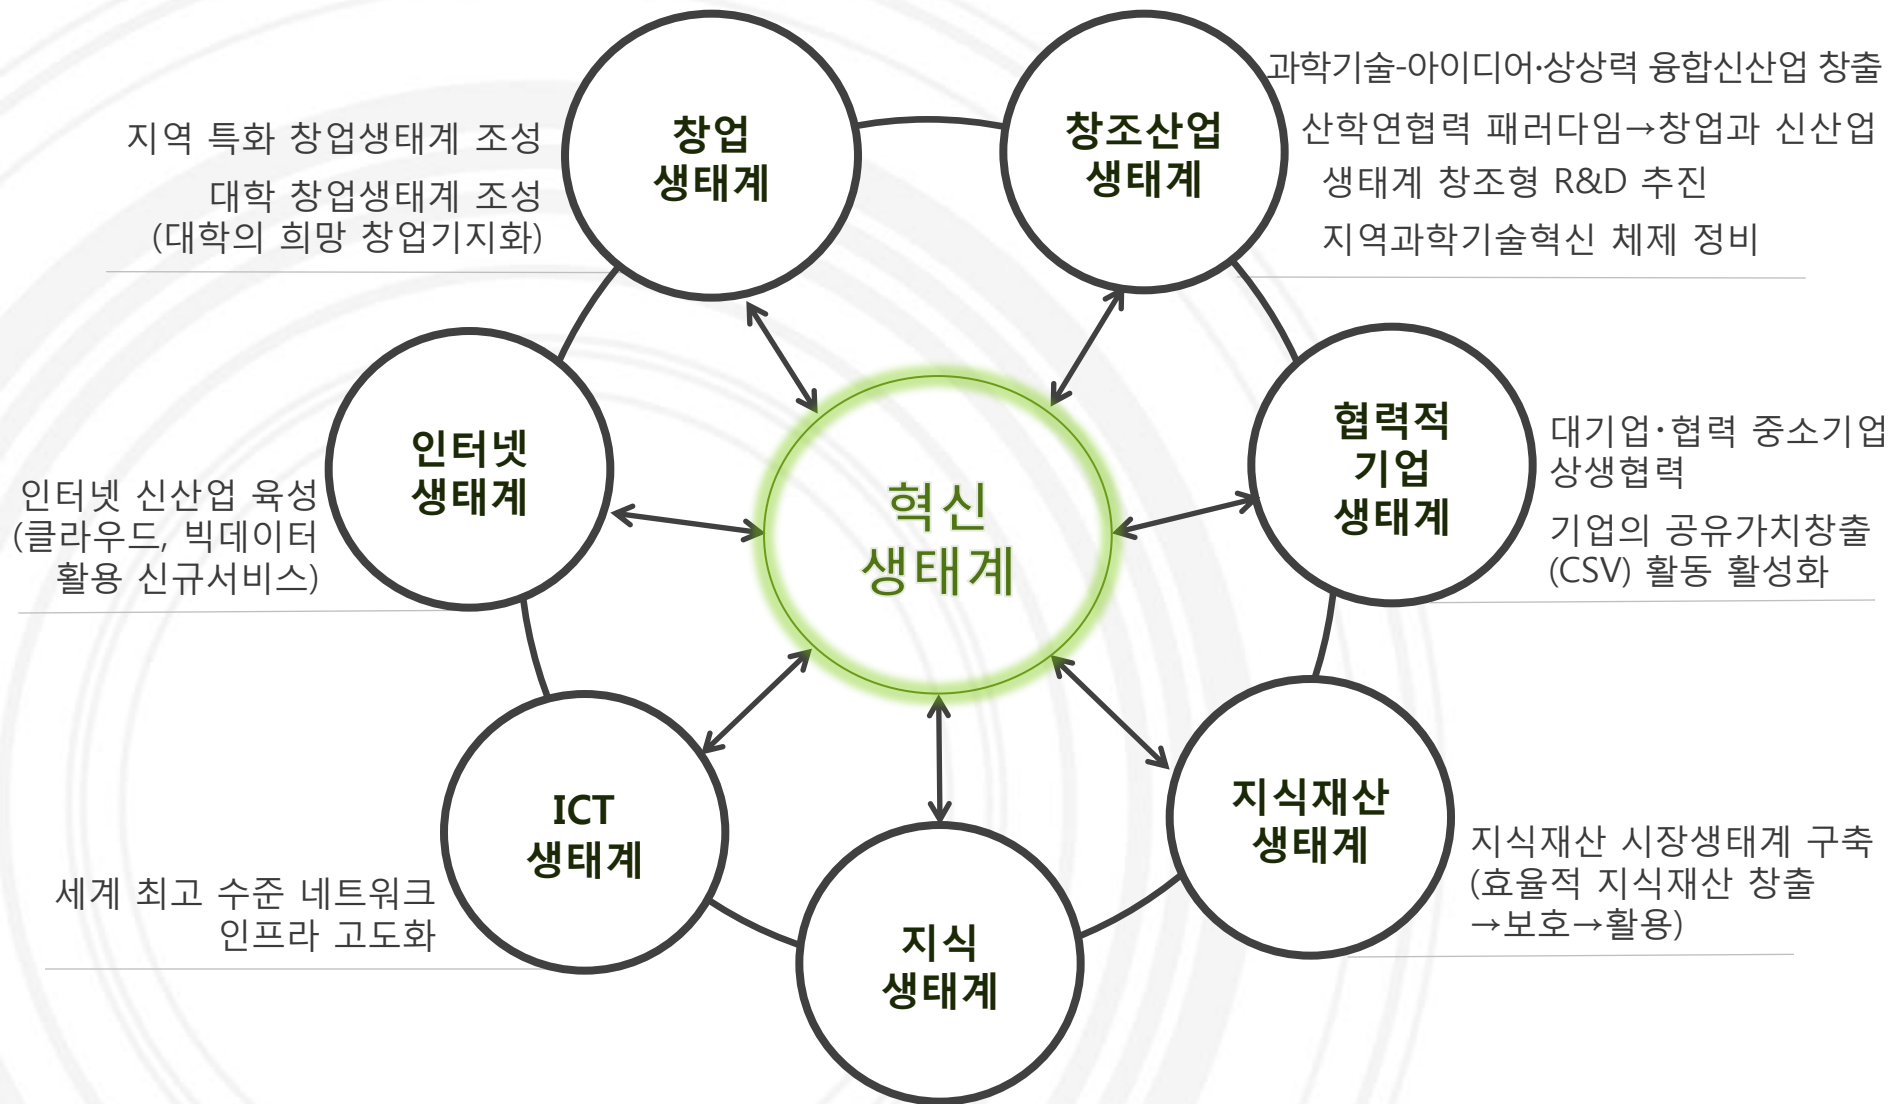 창업
생태계
지역 특화 창업생태계 조성
대학 창업생태계 조성
(대학의 희망 창업기지화)
창조산업
생태계
과학기술-아이디어·상상력 융합신산업 창출
산학연협력 패러다임→창업과 신산업
생태계 창조형 R&D 추진
지역과학기술혁신 체제 정비
협력적
기업
생태계
대기업·협력 중소기업
상생협력
기업의 공유가치창출
(CSV) 활동 활성화
인터넷
생태계
인터넷 신산업 육성
(클라우드, 빅데이터
활용 신규서비스)
혁신
생태계
ICT
생태계
세계 최고 수준 네트워크
인프라 고도화
지식
생태계
지식재산
생태계
지식재산 시장생태계 구축
(효율적 지식재산 창출
→보호→활용)